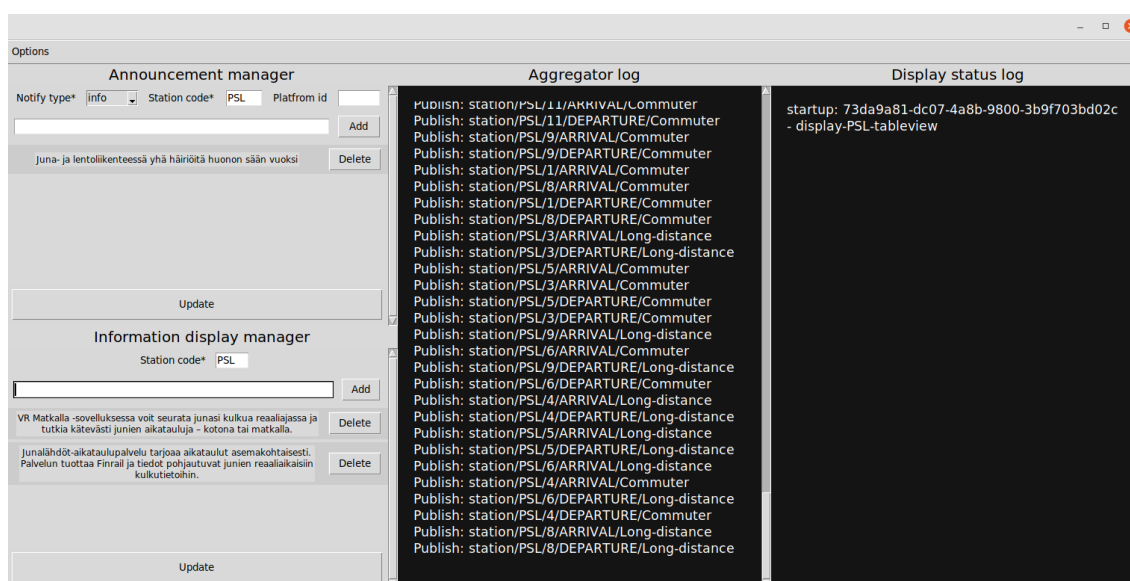 Options
Announcement manager
Notify type* info Station code* PSL Platfrom id
Add
Juna- ja lentoliikenteessä yhä häiriöitä huonon sään vuoksi
Delete
Update
Information display manager
Station code* PSL
Add
VR Matkalla -sovelluksessa voit seurata junasi kulkua reaaliajassa ja
tutkia kätevästi junien aikatauluja – kotona tai matkalla.
Delete
Junalähdöt-aikataulupalvelu tarjoaa aikataulut asemakohtaisesti.
Palvelun tuottaa Finrail ja tiedot pohjautuvat junien reaaliaikaisiin
kulkutietoihin.
Delete
Update
Aggregator log
Publish: station/PSL/11/ARRIVAL/Commuter
Publish: station/PSL/11/DEPARTURE/Commuter
Publish: station/PSL/9/ARRIVAL/Commuter
Publish: station/PSL/9/DEPARTURE/Commuter
Publish: station/PSL/1/ARRIVAL/Commuter
Publish: station/PSL/8/ARRIVAL/Commuter
Publish: station/PSL/1/DEPARTURE/Commuter
Publish: station/PSL/8/DEPARTURE/Commuter
Publish: station/PSL/3/ARRIVAL/Long-distance
Publish: station/PSL/3/DEPARTURE/Long-distance
Publish: station/PSL/5/ARRIVAL/Commuter
Publish: station/PSL/3/ARRIVAL/Commuter
Publish: station/PSL/5/DEPARTURE/Commuter
Publish: station/PSL/3/DEPARTURE/Commuter
Publish: station/PSL/9/ARRIVAL/Long-distance
Publish: station/PSL/6/ARRIVAL/Commuter
Publish: station/PSL/9/DEPARTURE/Long-distance
Publish: station/PSL/6/DEPARTURE/Commuter
Publish: station/PSL/4/ARRIVAL/Long-distance
Publish: station/PSL/4/DEPARTURE/Long-distance
Publish: station/PSL/5/ARRIVAL/Long-distance
Publish: station/PSL/5/DEPARTURE/Long-distance
Publish: station/PSL/6/ARRIVAL/Long-distance
Publish: station/PSL/4/ARRIVAL/Commuter
Publish: station/PSL/6/DEPARTURE/Long-distance
Publish: station/PSL/4/DEPARTURE/Commuter
Publish: station/PSL/8/ARRIVAL/Long-distance
Publish: station/PSL/8/DEPARTURE/Long-distance
Display status log
startup: 73da9a81-dc07-4a8b-9800-3b9f703bd02c
- display-PSL-tableview